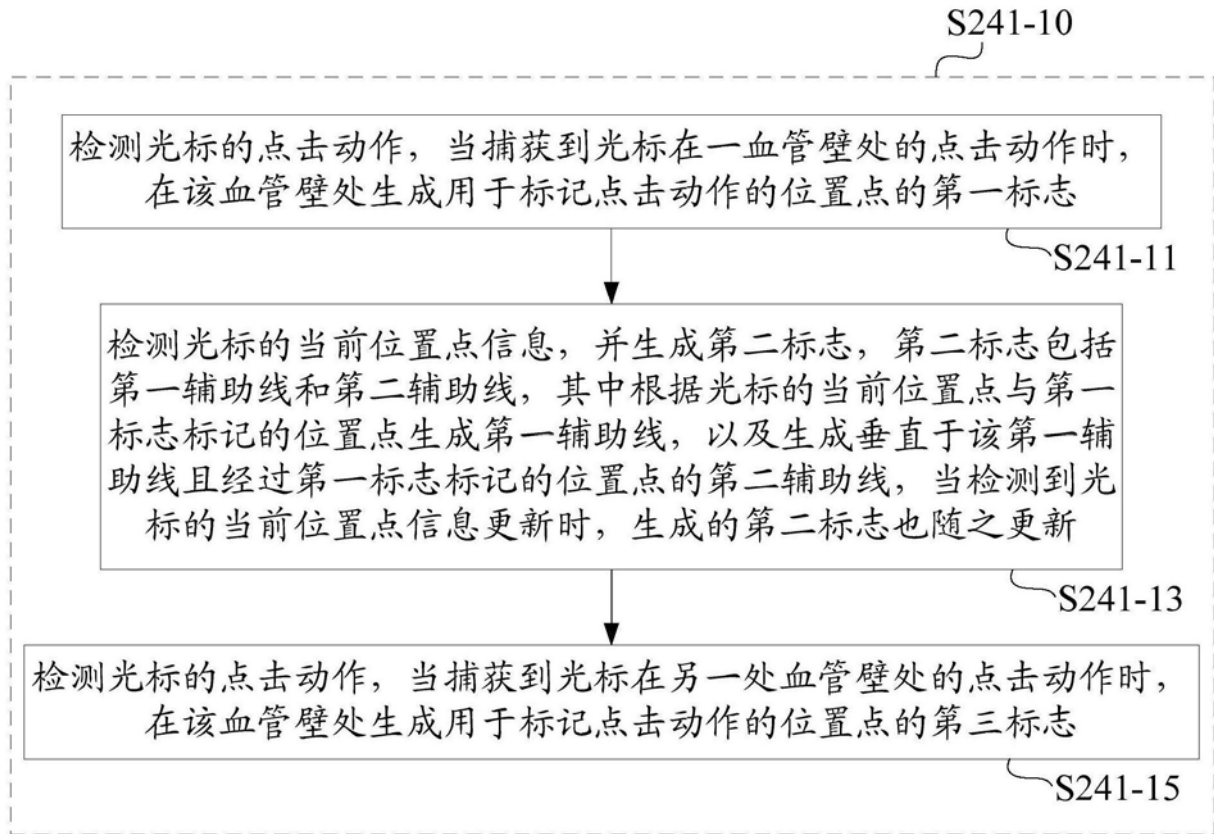 S241-10
检测光标的点击动作，当捕获到光标在一血管壁处的点击动作时，
在该血管壁处生成用于标记点击动作的位置点的第一标志
S241-11
检测光标的当前位置点信息，并生成第二标志，第二标志包括
第一辅助线和第二辅助线，其中根据光标的当前位置点与第一
标志标记的位置点生成第一辅助线，以及生成垂直于该第一辅
助线且经过第一标志标记的位置点的第二辅助线，当检测到光
标的当前位置点信息更新时，生成的第二标志也随之更新
S241-13
检测光标的点击动作，当捕获到光标在另一处血管壁处的点击动作时，
在该血管壁处生成用于标记点击动作的位置点的第三标志
S241-15